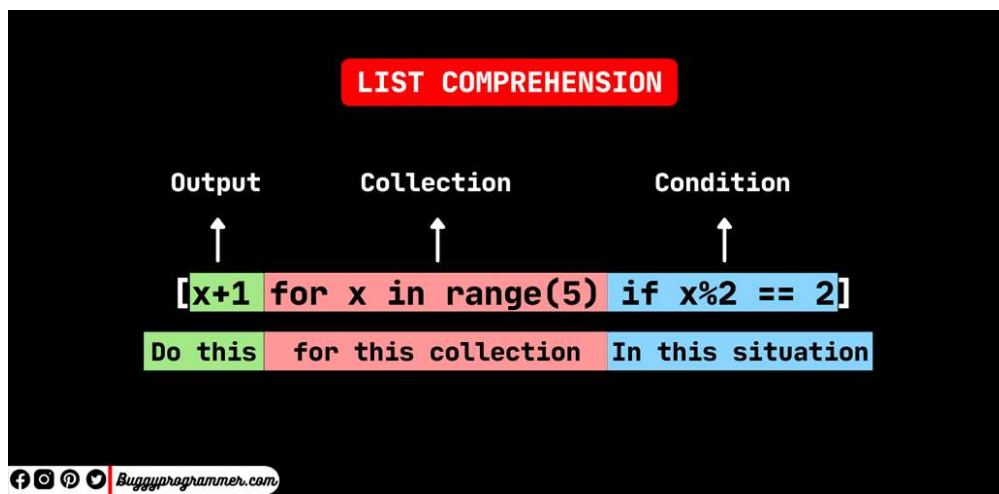 LIST COMPREHENSION
Output Collection Condition
[x+1 for x in range(5) if x%2 == 2]
Do this for this collection In this situation
Buggyprogrammer.com